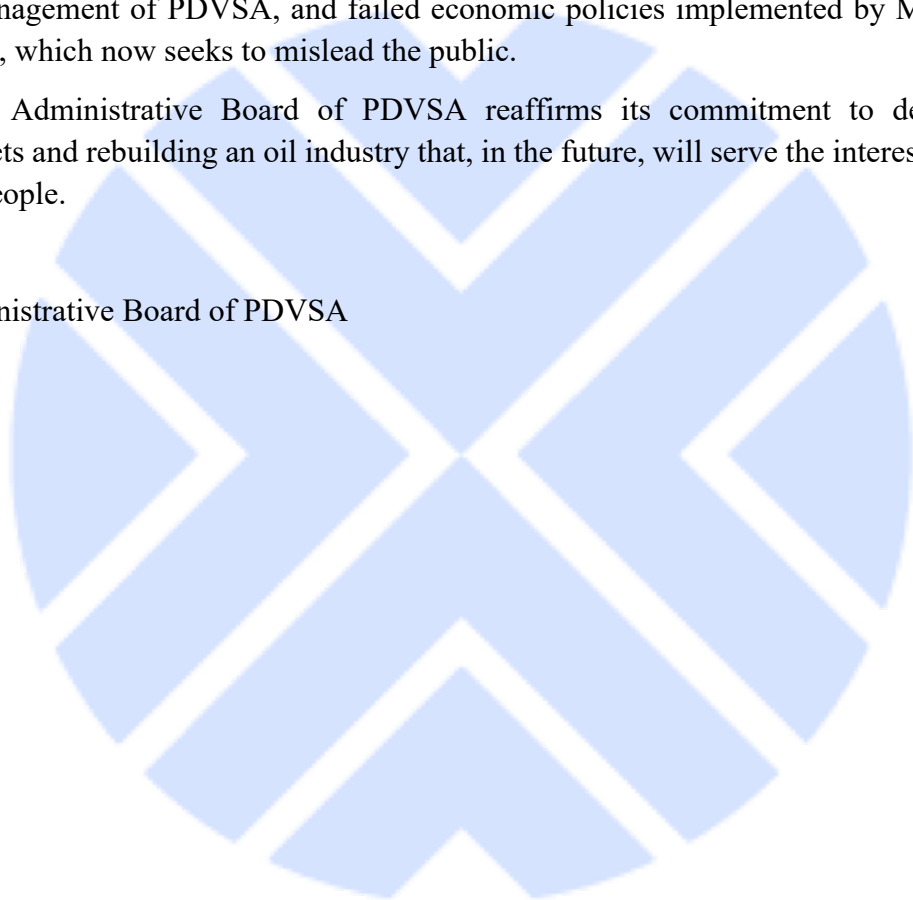 nagement of PDVSA, and failed economic policies implemented by M
, which now seeks to mislead the public.
Administrative Board of PDVSA reaffirms its commitment to de
ets and rebuilding an oil industry that, in the future, will serve the interes
eople.
nistrative Board of PDVSA